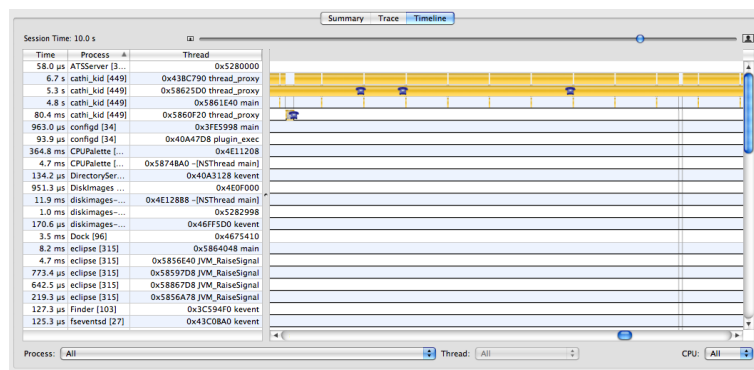 Summary Trace Timeline
Session Time: 10.0 s
Time Process Thread
58.0 µs ATSServer [3... 0x5280000
6.7 s cathi_kid [449] 0x43BC790 thread_proxy
5.3 s cathi_kid [449] 0x58625D0 thread_proxy
4.8 s cathi_kid [449] 0x5861E40 main
80.4 ms cathi_kid [449] 0x5860F20 thread_proxy
963.0 µs configd [34] 0x3FE5998 main
93.9 µs configd [34] 0x40A47D8 plugin_exec
364.8 ms CPUPalette [... 0x4E11208
4.7 ms CPUPalette [... 0x5874BA0 -[NSThread main]
134.2 µs DirectorySer... 0x40A3128 kevent
951.3 µs DiskImages ... 0x4E0F000
11.9 ms diskimages-... 0x4E128B8 -[NSThread main]
1.0 ms diskimages-... 0x5282998
170.6 µs diskimages-... 0x46FF5D0 kevent
3.5 ms Dock [96] 0x4675410
8.2 ms eclipse [315] 0x5864048 main
4.7 ms eclipse [315] 0x5856E40 JVM_RaiseSignal
773.4 µs eclipse [315] 0x58597D8 JVM_RaiseSignal
642.5 µs eclipse [315] 0x58867D8 JVM_RaiseSignal
219.3 µs eclipse [315] 0x5856A78 JVM_RaiseSignal
127.3 µs Finder [103] 0x3C594F0 kevent
125.3 µs fseventsd [27] 0x43C0BA0 kevent
Process: All Thread: All CPU: All